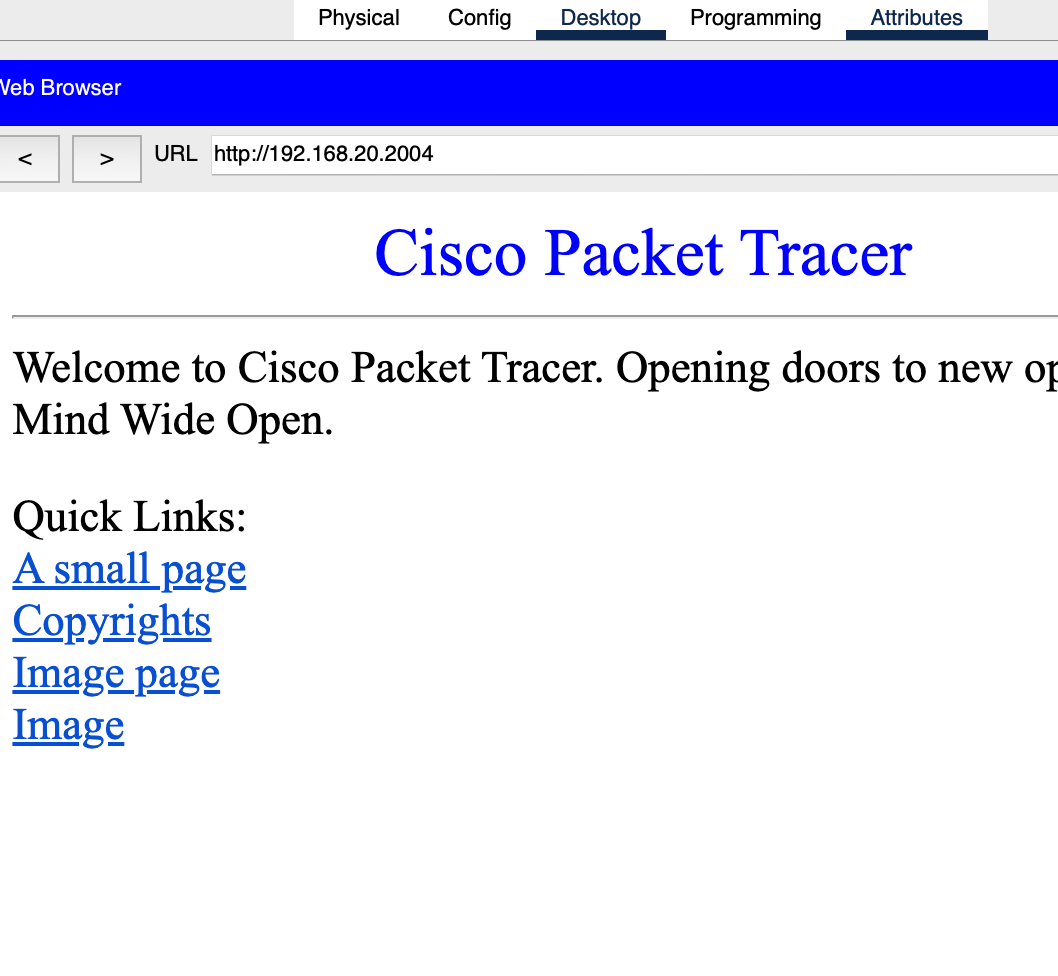 Physical Config Desktop Programming Attributes
Web Browser
< > URL http://192.168.20.2004
Cisco Packet Tracer
Welcome to Cisco Packet Tracer. Opening doors to new op
Mind Wide Open.
Quick Links:
A small page
Copyrights
Image page
Image